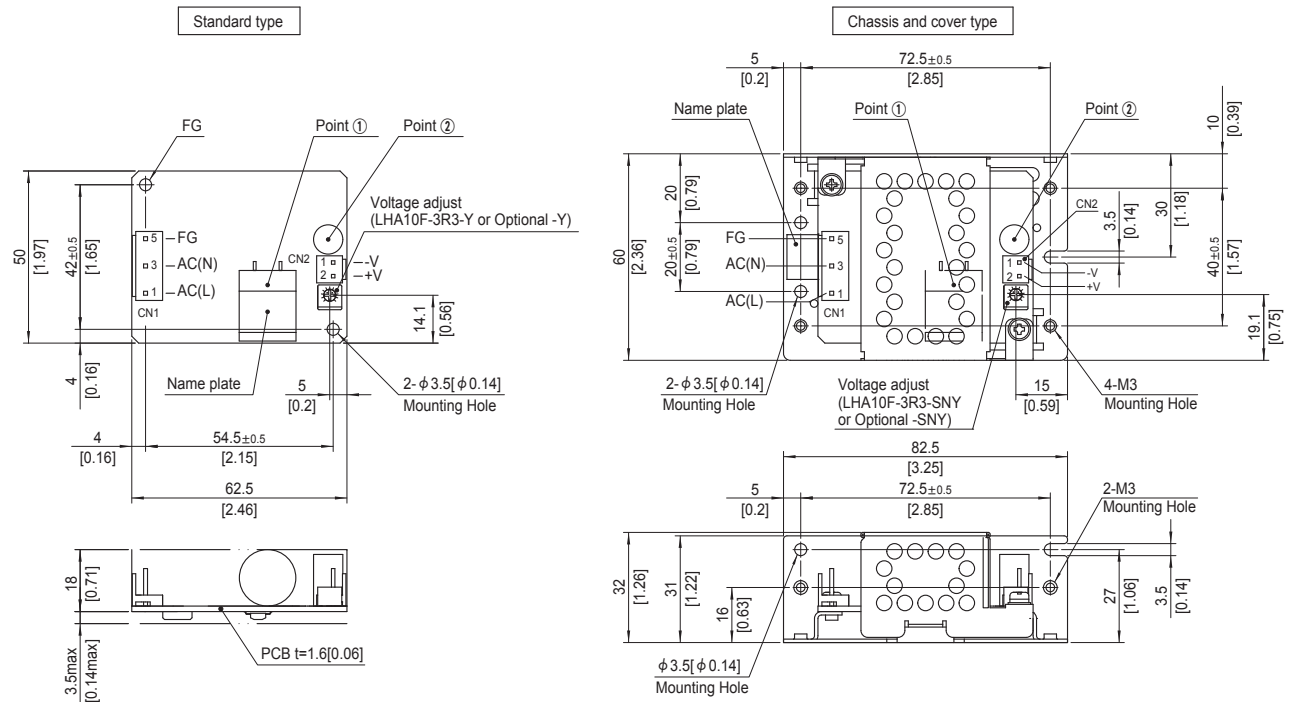 Standard type
FG
Point ①
Point ②
Voltage adjust
(LHA10F-3R3-Y or Optional -Y)
50
[1.97]
42±0.5
[1.65]
5
FG
3
AC(N)
1
AC(L)
CN1
CN2
1
-V
2
+V
14.1
[0.56]
4
[0.16]
Name plate
5
[0.2]
2-φ3.5[φ0.14]
Mounting Hole
4
[0.16]
54.5±0.5
[2.15]
62.5
[2.46]
18
[0.71]
3.5max
[0.14max]
PCB t=1.6[0.06]
Chassis and cover type
5
[0.2]
72.5±0.5
[2.85]
Name plate
Point ①
Point ②
10
[0.39]
60
[2.36]
20
[0.79]
20±0.5
[0.79]
FG
5
AC(N)
3
AC(L)
1
CN1
CN2
1
2
-V
+V
3.5
[0.14]
30
[1.18]
40±0.5
[1.57]
19.1
[0.75]
2-φ3.5[φ0.14]
Mounting Hole
Voltage adjust
(LHA10F-3R3-SNY
or Optional -SNY)
15
[0.59]
4-M3
Mounting Hole
82.5
[3.25]
5
[0.2]
72.5±0.5
[2.85]
2-M3
Mounting Hole
32
[1.26]
31
[1.22]
16
[0.63]
27
[1.06]
3.5
[0.14]
φ3.5[φ0.14]
Mounting Hole